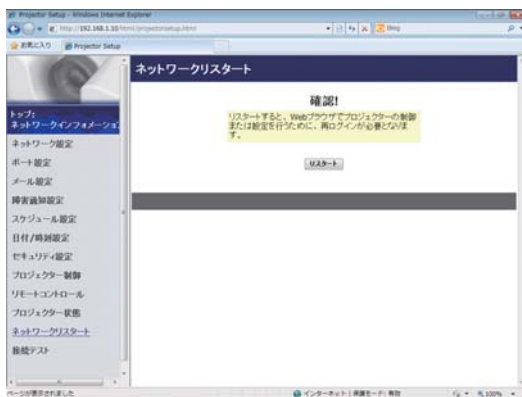 Projector Setup - Windows Internet Explorer
http://192.168.1.10/html/projectorsetup.html
Bing
お気に入り
Projector Setup
トップ:
ネットワークインフォメーション
ネットワーク設定
ポート設定
メール設定
障害通知設定
スケジュール設定
日付/時刻設定
セキュリティ設定
プロジェクター制御
リモートコントロール
プロジェクター状態
ネットワークリスタート
接続テスト
ネットワークリスタート
確認!
リスタートすると、Webブラウザでプロジェクターの制御
または設定を行うために、再ログインが必要となりま
す。
リスタート
ページが表示されました
インターネット | 保護モード: 有効
100%